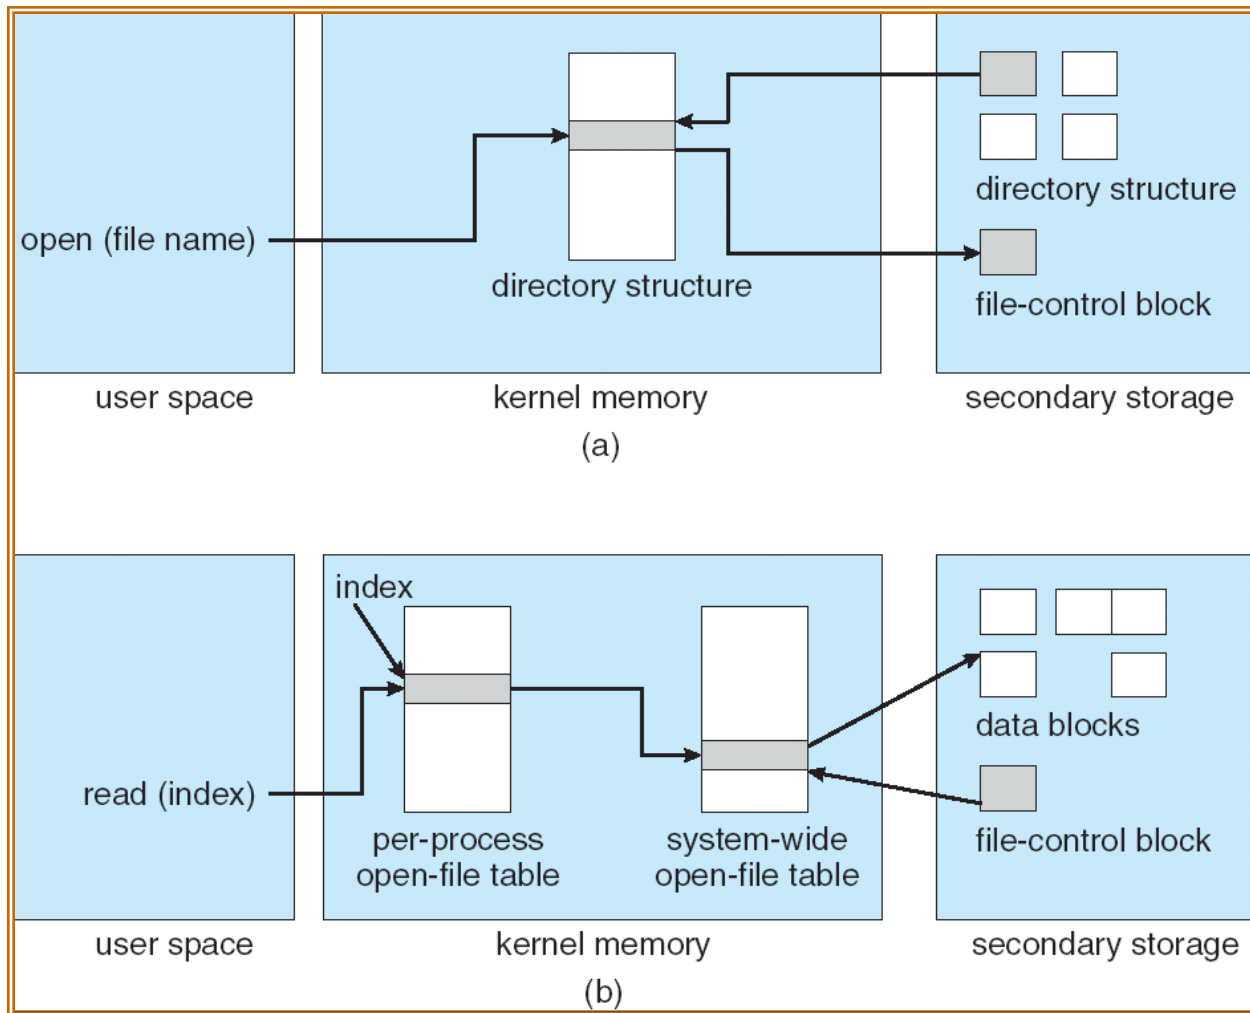 open (file name)
directory structure
directory structure
file-control block
user space
kernel memory
secondary storage
(a)
index
read (index)
per-process
open-file table
system-wide
open-file table
data blocks
file-control block
user space
kernel memory
secondary storage
(b)